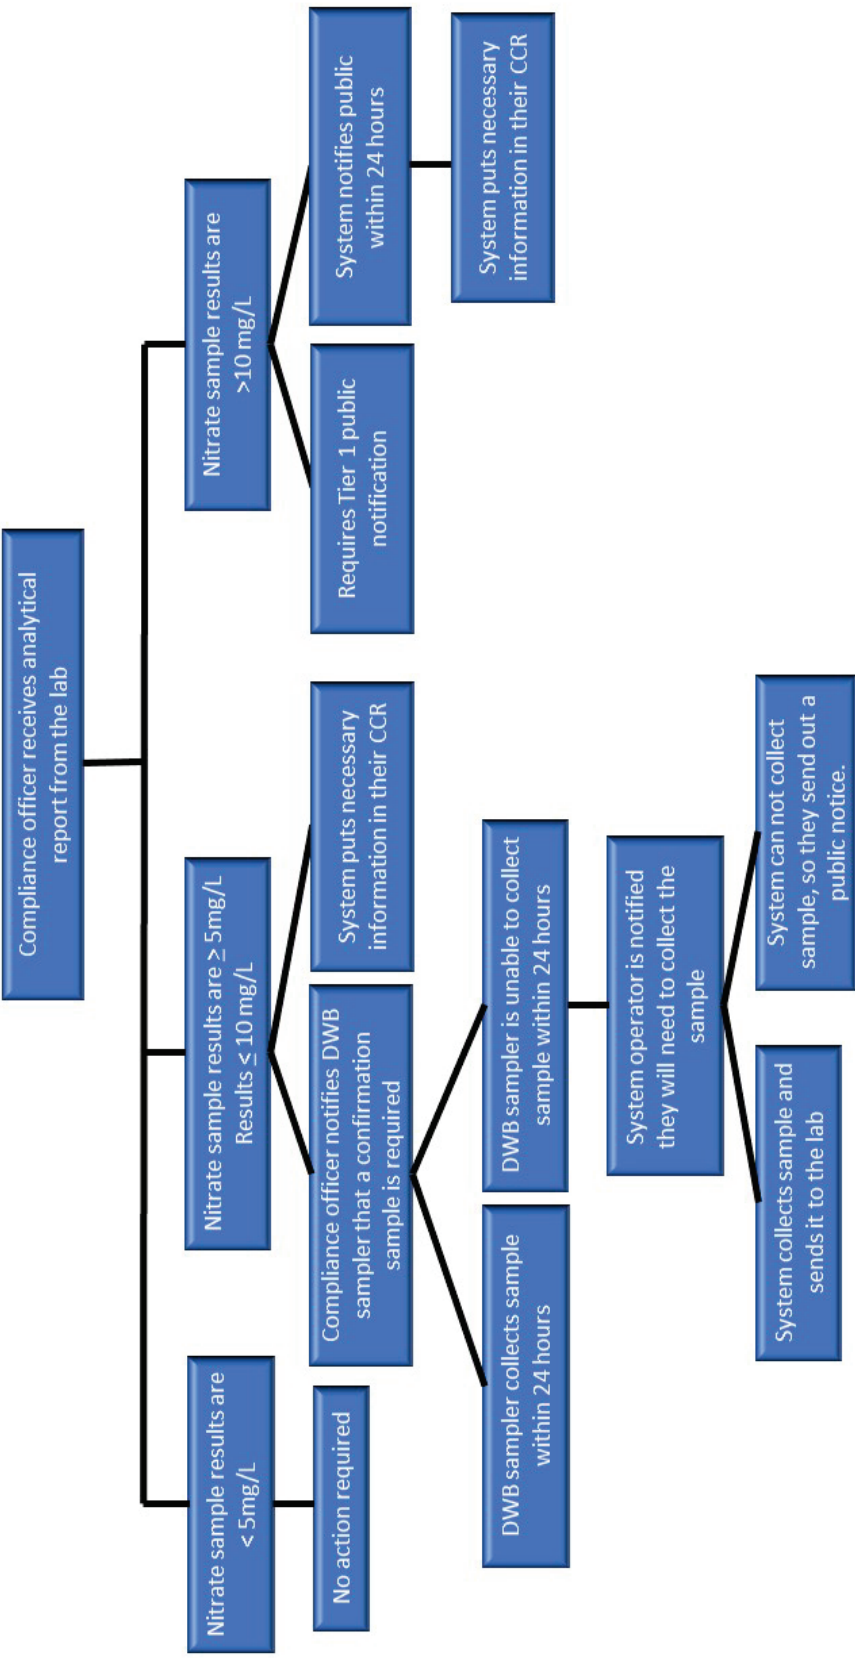 Compliance officer receives analytical
report from the lab
Nitrate sample results are
< 5mg/L
No action required
Nitrate sample results are ≥ 5mg/L
Results ≤ 10 mg/L
Compliance officer notifies DWB
sampler that a confirmation
sample is required
System puts necessary
information in their CCR
DWB sampler collects sample
within 24 hours
DWB sampler is unable to collect
sample within 24 hours
System operator is notified
they will need to collect the
sample
System collects sample and
sends it to the lab
System can not collect
sample, so they send out a
public notice.
Nitrate sample results are
>10 mg/L
Requires Tier 1 public
notification
System notifies public
within 24 hours
System puts necessary
information in their CCR